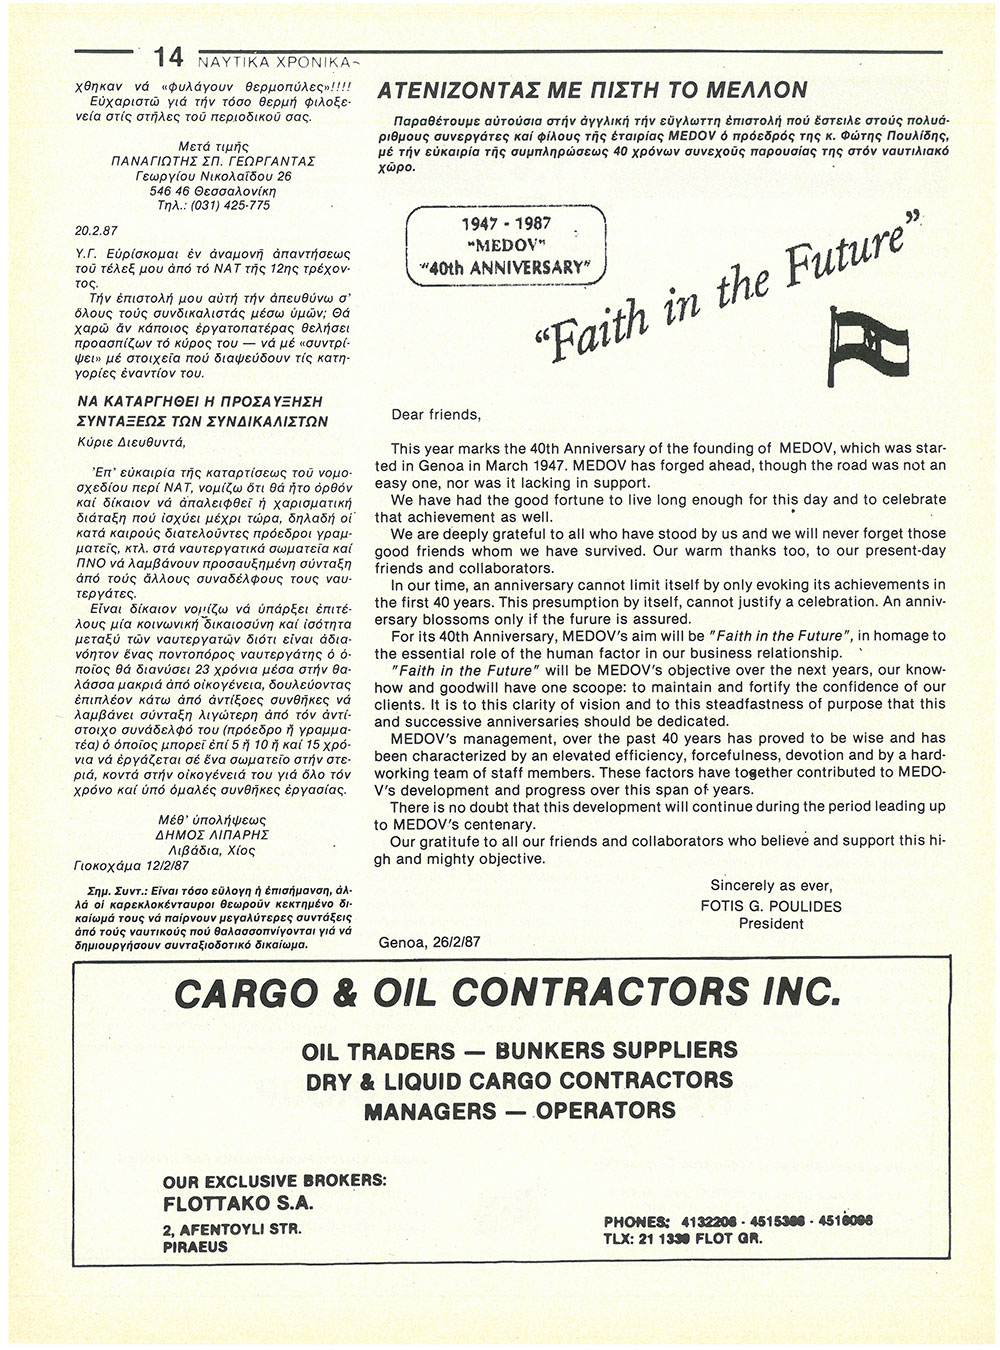 14 ΝΑΥΤΙΚΑ ΧΡΟΝΙΚΑ
χθηκαν νά «φυλάγουν θερμοπύλες»!!!!
Εὐχαριστῶ γιά τήν τόσο θερμή φιλοξε-
νεία στίς στῆλες τοῦ περιοδικοῦ σας.
Μετά τιμῆς
ΠΑΝΑΓΙΩΤΗΣ ΣΠ. ΓΕΩΡΓΑΝΤΑΣ
Γεωργίου Νικολαΐδου 26
546 46 Θεσσαλονίκη
Τηλ.: (031) 425-775
20.2.87
Υ.Γ. Εὑρίσκομαι ἐν ἀναμονῆ ἀπαντήσεως
τοῦ τέλεξ μου ἀπό τό ΝΑΤ τῆς 12ης τρέχον-
τος.
Τήν ἐπιστολή μου αὐτή τήν ἀπευθύνω σ'
ὅλους τούς συνδικαλιστάς μέσω ὑμῶν; Θά
χαρῶ ἄν κάποιος ἐργατοπατέρας θελήσει
προασπίζων τό κύρος του — νά μέ «συντρί-
ψει» μέ στοιχεῖα πού διαψεύδουν τίς κατη-
γορίες ἐναντίον του.
ΝΑ ΚΑΤΑΡΓΗΘΕΙ Η ΠΡΟΣΑΥΞΗΣΗ
ΣΥΝΤΑΞΕΩΣ ΤΩΝ ΣΥΝΔΙΚΑΛΙΣΤΩΝ
Κύριε Διευθυντά,
Ἐπ' εὐκαιρία τῆς καταρτίσεως τοῦ νομο-
σχεδίου περί ΝΑΤ, νομίζω ὅτι θά ἦτο ὀρθόν
καί δίκαιον νά ἀπαλειφθεῖ ἡ χαρισματική
διάταξη πού ἰσχύει μέχρι τώρα, δηλαδή οἱ
κατά καιρούς διατελοῦντες πρόεδροι γραμ-
ματεῖς, κτλ. στά ναυτεργατικά σωματεῖα καί
ΠΝΟ νά λαμβάνουν προσαυξημένη σύνταξη
ἀπό τούς ἄλλους συναδέλφους τους ναυ-
τεργάτες.
Εἶναι δίκαιον νομίζω νά ὑπάρξει ἐπιτέ-
λους μία κοινωνική δικαιοσύνη καί ἰσότητα
μεταξύ τῶν ναυτεργατῶν διότι εἶναι ἀδια-
νόητον ἕνας ποντοπόρος ναυτεργάτης ὁ ὁ-
ποῖος θά διανύσει 23 χρόνια μέσα στήν θά-
λάσσα μακριά ἀπό οἰκογένεια, δουλεύοντας
ἐπιπλέον κάτω ἀπό ἀντίξοες συνθῆκες νά
λαμβάνει σύνταξη λιγώτερη ἀπό τόν ἀντί-
στοιχο συνάδελφό του (πρόεδρο ἤ γραμμα-
τέα) ὁ ὁποῖος μπορεῖ ἐπί 5 ἤ 10 ἤ καί 15 χρό-
νια νά ἐργάζεται σέ ἕνα σωματεῖο στήν στε-
ριά, κοντά στήν οἰκογένειά του γιά ὅλο τόν
χρόνο καί ὑπό ὁμαλές συνθῆκες ἐργασίας.
Μέθ' ὑπολήψεως
ΔΗΜΟΣ ΛΙΠΑΡΗΣ
Λιβάδια, Χίος
Γιοκοχάμα 12/2/87
Σημ. Συντ.: Εἶναι τόσο εὔλογη ἡ ἐπισήμανση, ἀλ-
λά οἱ καρεκλοκένταυροι θεωροῦν κεκτημένο δι-
καίωμά τους νά παίρνουν μεγαλύτερες συντάξεις
ἀπό τούς ναυτικούς πού θαλασσοπνίγονται γιά νά
δημιουργήσουν συνταξιοδοτικό δικαίωμα.
ΑΤΕΝΙΖΟΝΤΑΣ ΜΕ ΠΙΣΤΗ ΤΟ ΜΕΛΛΟΝ
Παραθέτουμε αὐτούσια στήν ἀγγλική τήν εὔγλωττη ἐπιστολή πού ἔστειλε στούς πολυά-
ριθμους συνεργάτες καί φίλους τῆς ἑταιρίας MEDOV ὁ πρόεδρός της κ. Φώτης Πουλίδης,
μέ τήν εὐκαιρία τῆς συμπληρώσεως 40 χρόνων συνεχοῦς παρουσίας της στόν ναυτιλιακό
χῶρο.
1947 - 1987
"MEDOV"
"40th ANNIVERSARY"
"Faith in the Future"
M
Dear friends,
This year marks the 40th Anniversary of the founding of MEDOV, which was star-
ted in Genoa in March 1947. MEDOV has forged ahead, though the road was not an
easy one, nor was it lacking in support.
We have had the good fortune to live long enough for this day and to celebrate
that achievement as well.
We are deeply grateful to all who have stood by us and we will never forget those
good friends whom we have survived. Our warm thanks too, to our present-day
friends and collaborators.
In our time, an anniversary cannot limit itself by only evoking its achievements in
the first 40 years. This presumption by itself, cannot justify a celebration. An anniv-
ersary blossoms only if the furure is assured.
For its 40th Anniversary, MEDOV's aim will be "Faith in the Future", in homage to
the essential role of the human factor in our business relationship.
"Faith in the Future" will be MEDOV's objective over the next years, our know-
how and goodwill have one scoope: to maintain and fortify the confidence of our
clients. It is to this clarity of vision and to this steadfastness of purpose that this
and successive anniversaries should be dedicated.
MEDOV's management, over the past 40 years has proved to be wise and has
been characterized by an elevated efficiency, forcefulness, devotion and by a hard-
working team of staff members. These factors have together contributed to MEDO-
V's development and progress over this span of years.
There is no doubt that this development will continue during the period leading up
to MEDOV's centenary.
Our gratitufe to all our friends and collaborators who believe and support this hi-
gh and mighty objective.
Sincerely as ever,
FOTIS G. POULIDES
President
Genoa, 26/2/87
CARGO & OIL CONTRACTORS INC.
OIL TRADERS — BUNKERS SUPPLIERS
DRY & LIQUID CARGO CONTRACTORS
MANAGERS — OPERATORS
OUR EXCLUSIVE BROKERS:
FLOTTAKO S.A.
2, AFENTOYLI STR.
PIRAEUS
PHONES: 4132206 -
TLX: 21 FLOT GR.